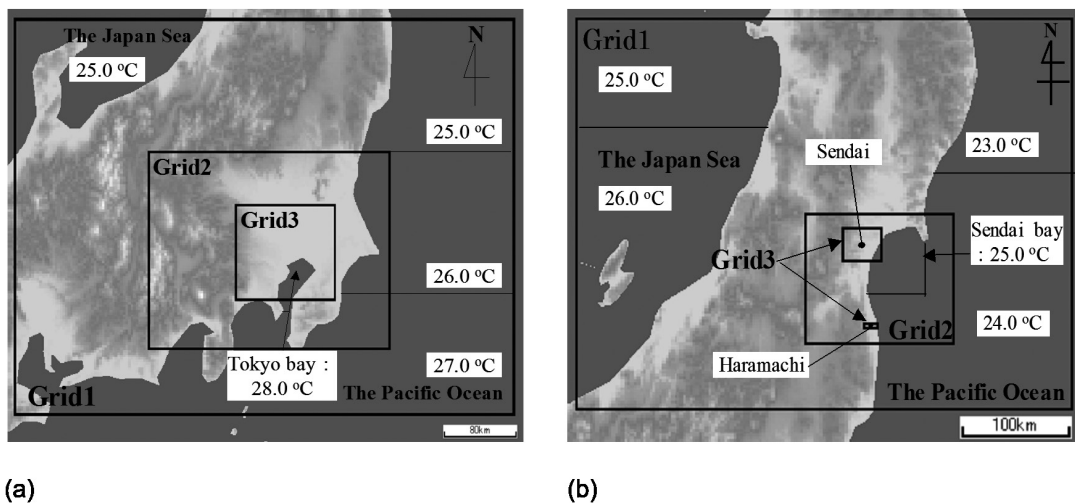 The Japan Sea
25.0 °C
N
25.0 °C
Grid2
Grid3
26.0 °C
Tokyo bay :
28.0 °C
27.0 °C
Grid1
The Pacific Ocean
80km
(a)
Grid1
25.0 °C
N
The Japan Sea
26.0 °C
Sendai
23.0 °C
Sendai bay
: 25.0 °C
Grid3
24.0 °C
Grid2
Haramachi
The Pacific Ocean
100km
(b)